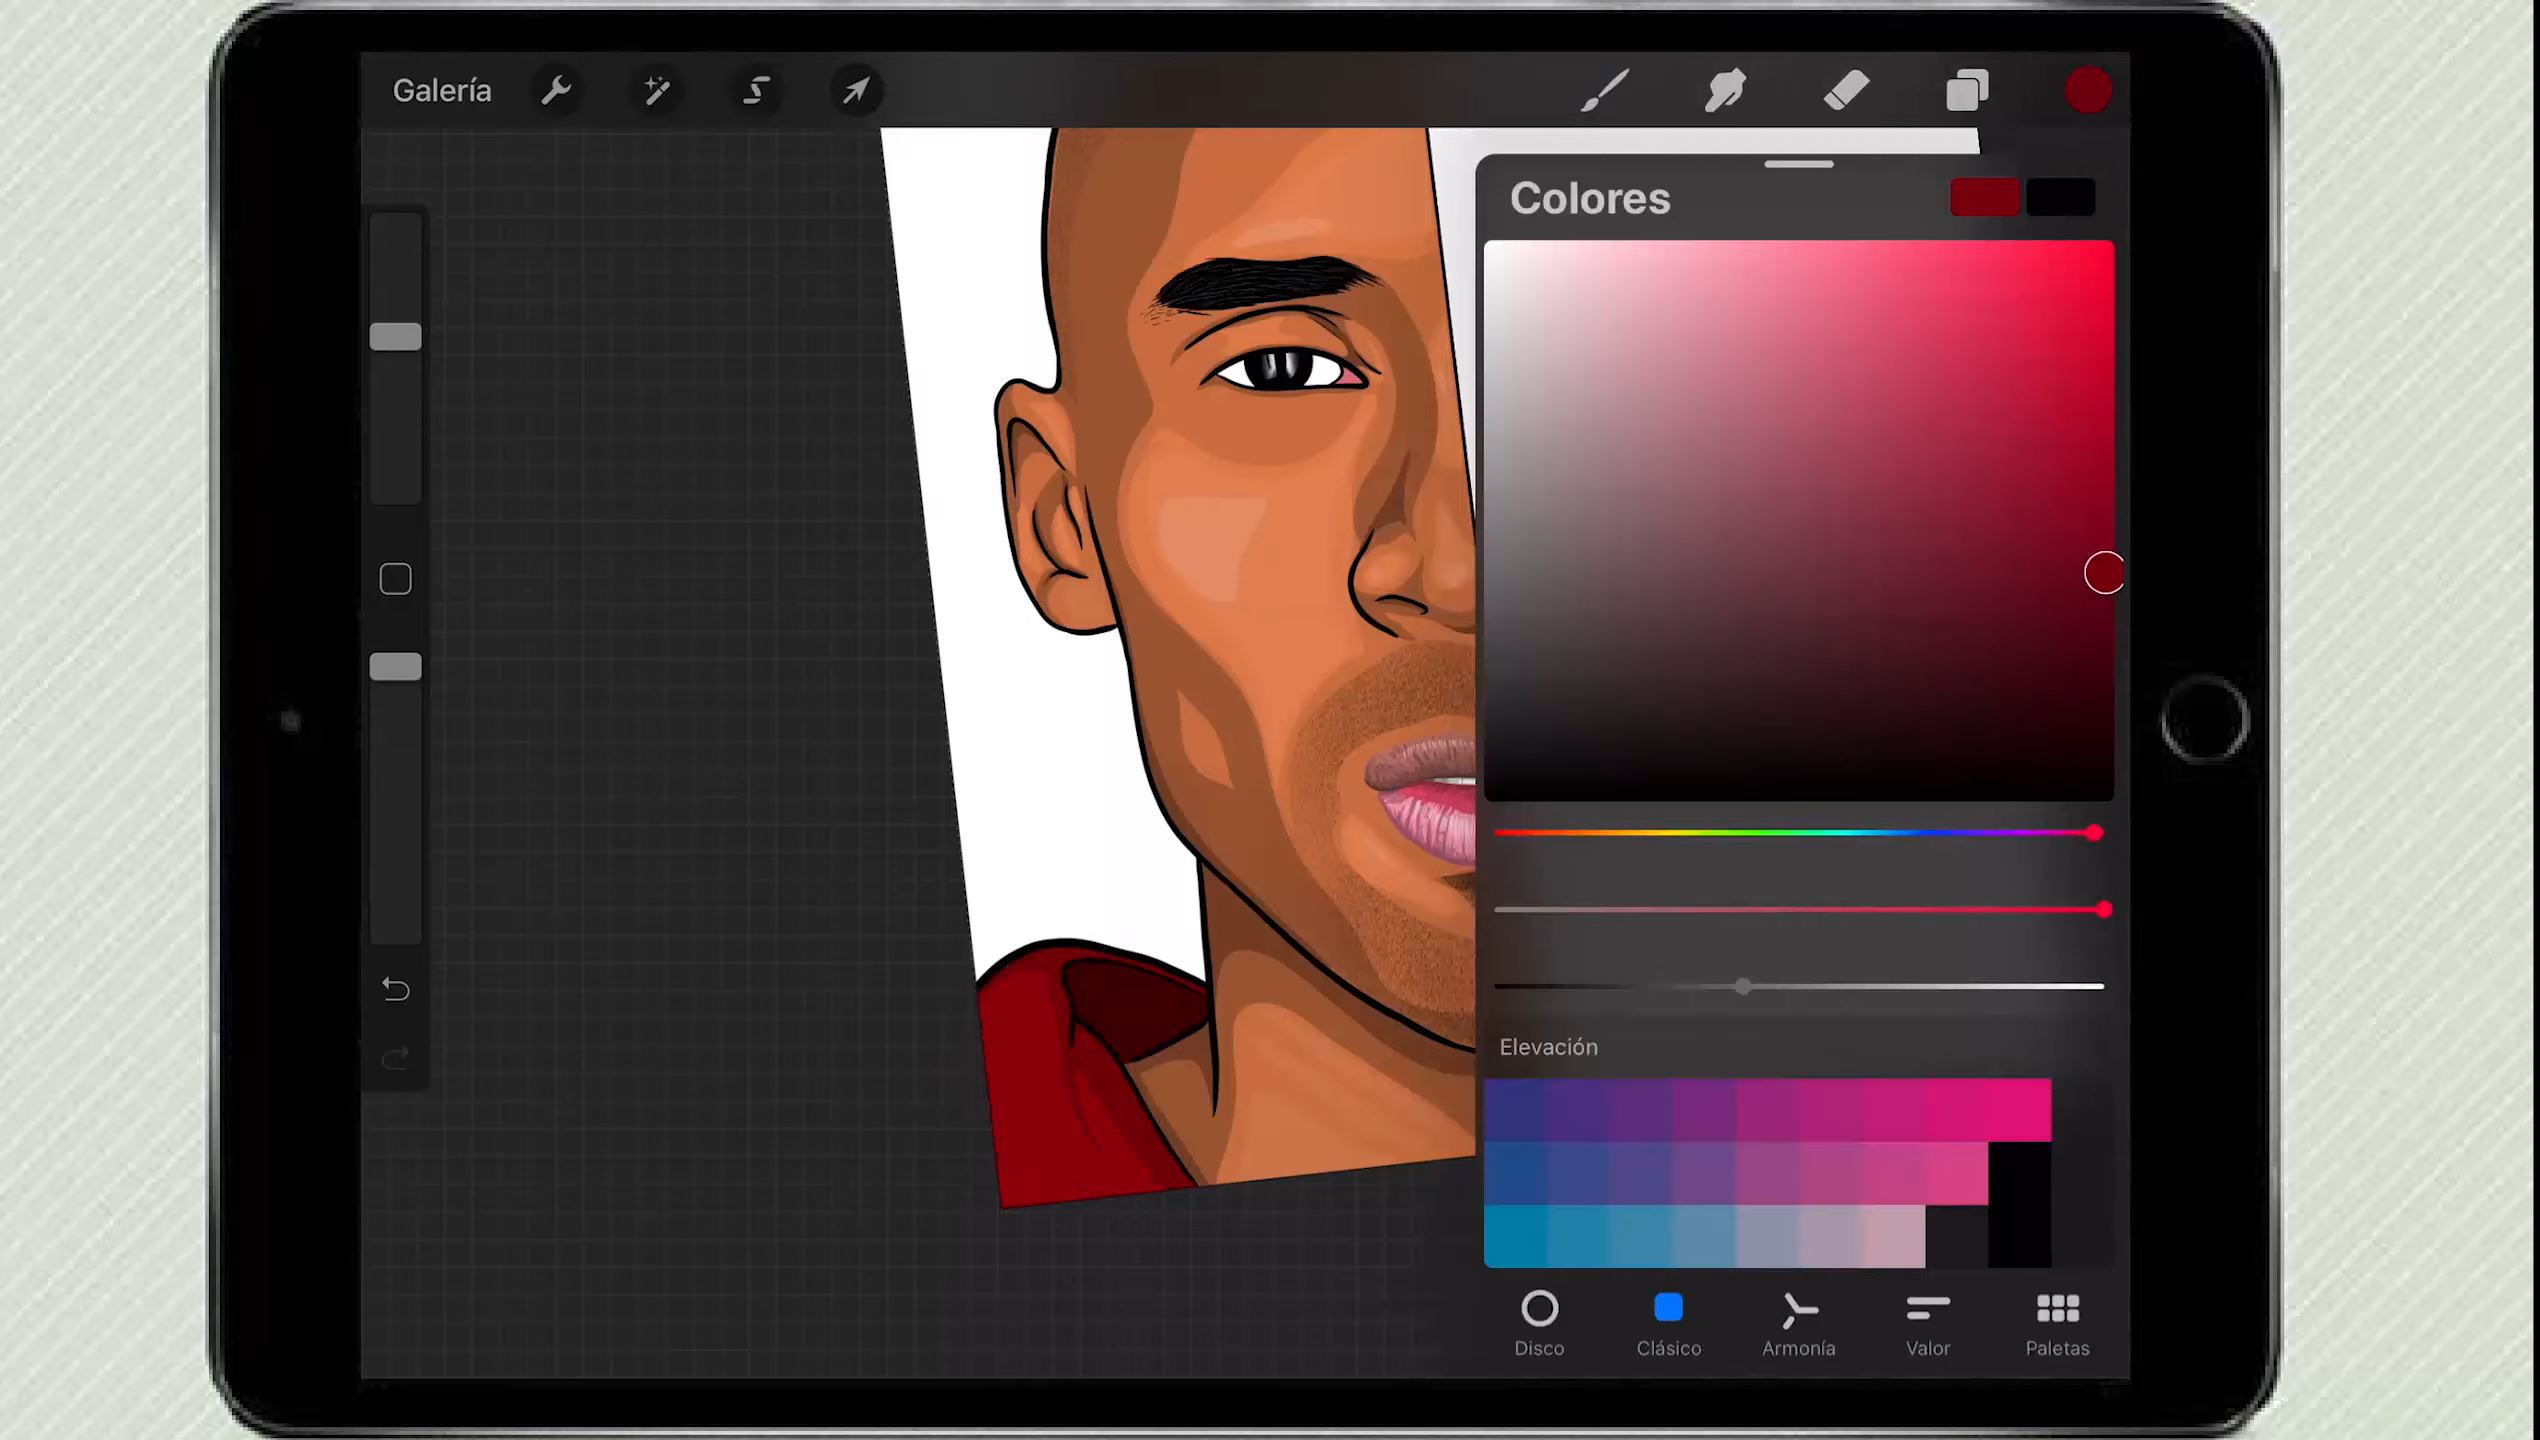 Galería
Colores
Elevación
Disco
Clásico
Armonía
Valor
Paletas